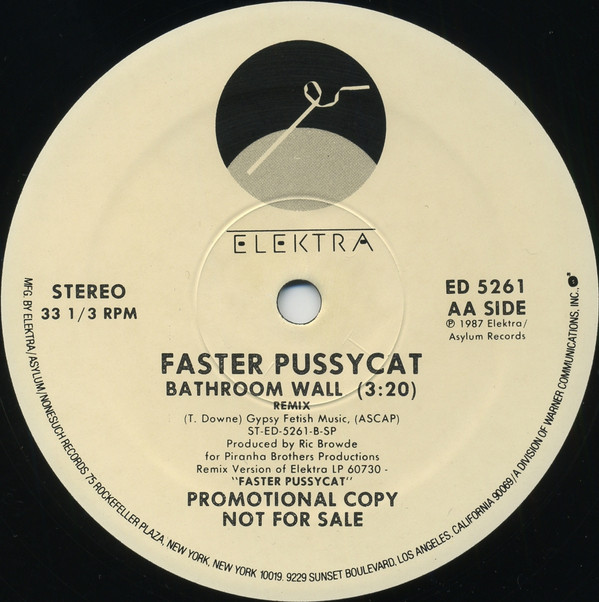 ELEKTRA
STEREO
33 1/3 RPM
ED 5261
AA SIDE
℗ 1987 Elektra/
Asylum Records
FASTER PUSSYCAT
BATHROOM WALL (3:20)
REMIX
(T. Downe) Gypsy Fetish Music, (ASCAP)
ST-ED-5261-B-SP
Produced by Ric Browde
for Piranha Brothers Productions
Remix Version of Elektra LP 60730 -
"FASTER PUSSYCAT"
PROMOTIONAL COPY
NOT FOR SALE
MFG. BY ELEKTRA/ASYLUM/NONESUCH RECORDS 75 ROCKEFELLER PLAZA, NEW YORK, NEW YORK 10019. 9229 SUNSET BOULEVARD, LOS ANGELES, CALIFORNIA 90069/A DIVISION OF WARNER COMMUNICATIONS, INC.,